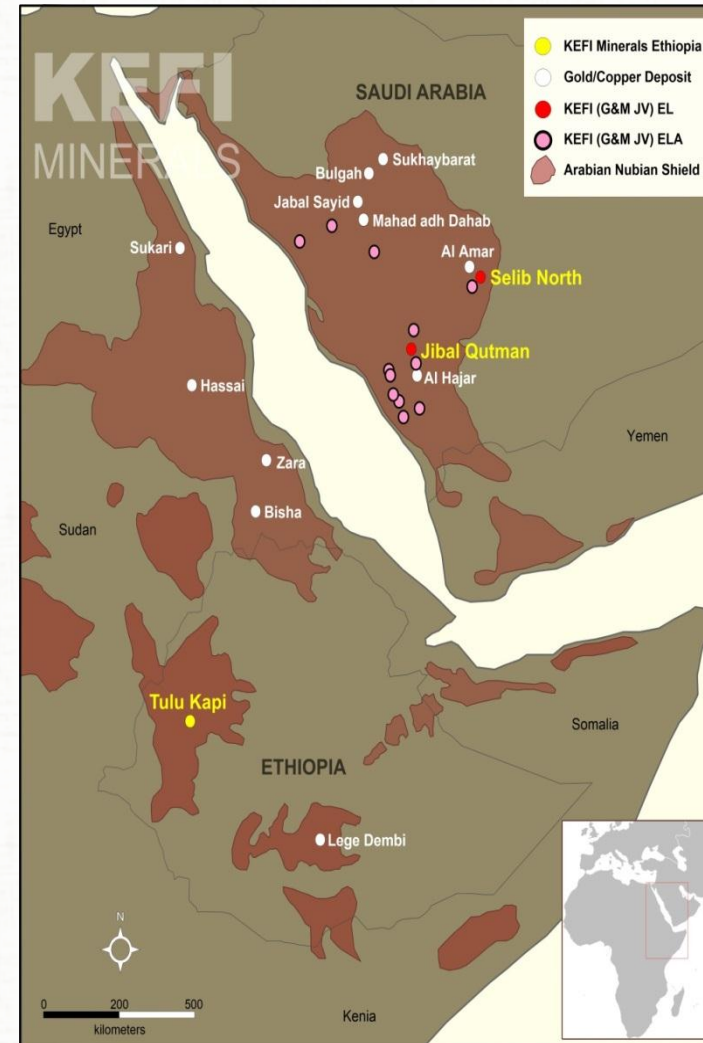 KEFI
MINERALS
SAUDI ARABIA
KEFI Minerals Ethiopia
Gold/Copper Deposit
KEFI (G&M JV) EL
KEFI (G&M JV) ELA
Arabian Nubian Shield
Sukhaybarat
Bulgah
Jabal Sayid
Mahad adh Dahab
Egypt
Sukari
Al Amar
Selib North
Jibal Qutman
Al Hajar
Hassai
Yemen
Zara
Bisha
Sudan
Tulu Kapi
Somalia
ETHIOPIA
Lege Dembi
N
0 200 500
kilometers
Kenia